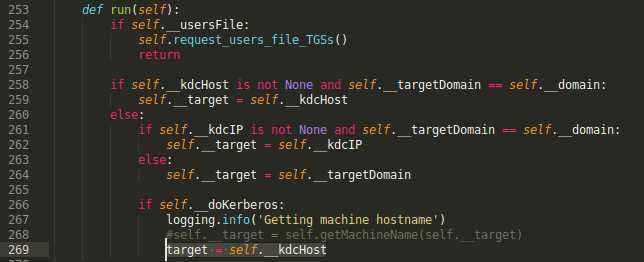 253 def run(self):
254 if self.__usersFile:
255 self.request_users_file_TGSs()
256 return
257
258 if self.__kdcHost is not None and self.__targetDomain == self.__domain:
259 self.__target = self.__kdcHost
260 else:
261 if self.__kdcIP is not None and self.__targetDomain == self.__domain:
262 self.__target = self.__kdcIP
263 else:
264 self.__target = self.__targetDomain
265
266 if self.__doKerberos:
267 logging.info('Getting machine hostname')
268 #self.__target = self.getMachineName(self.__target)
269 target = self.__kdcHost